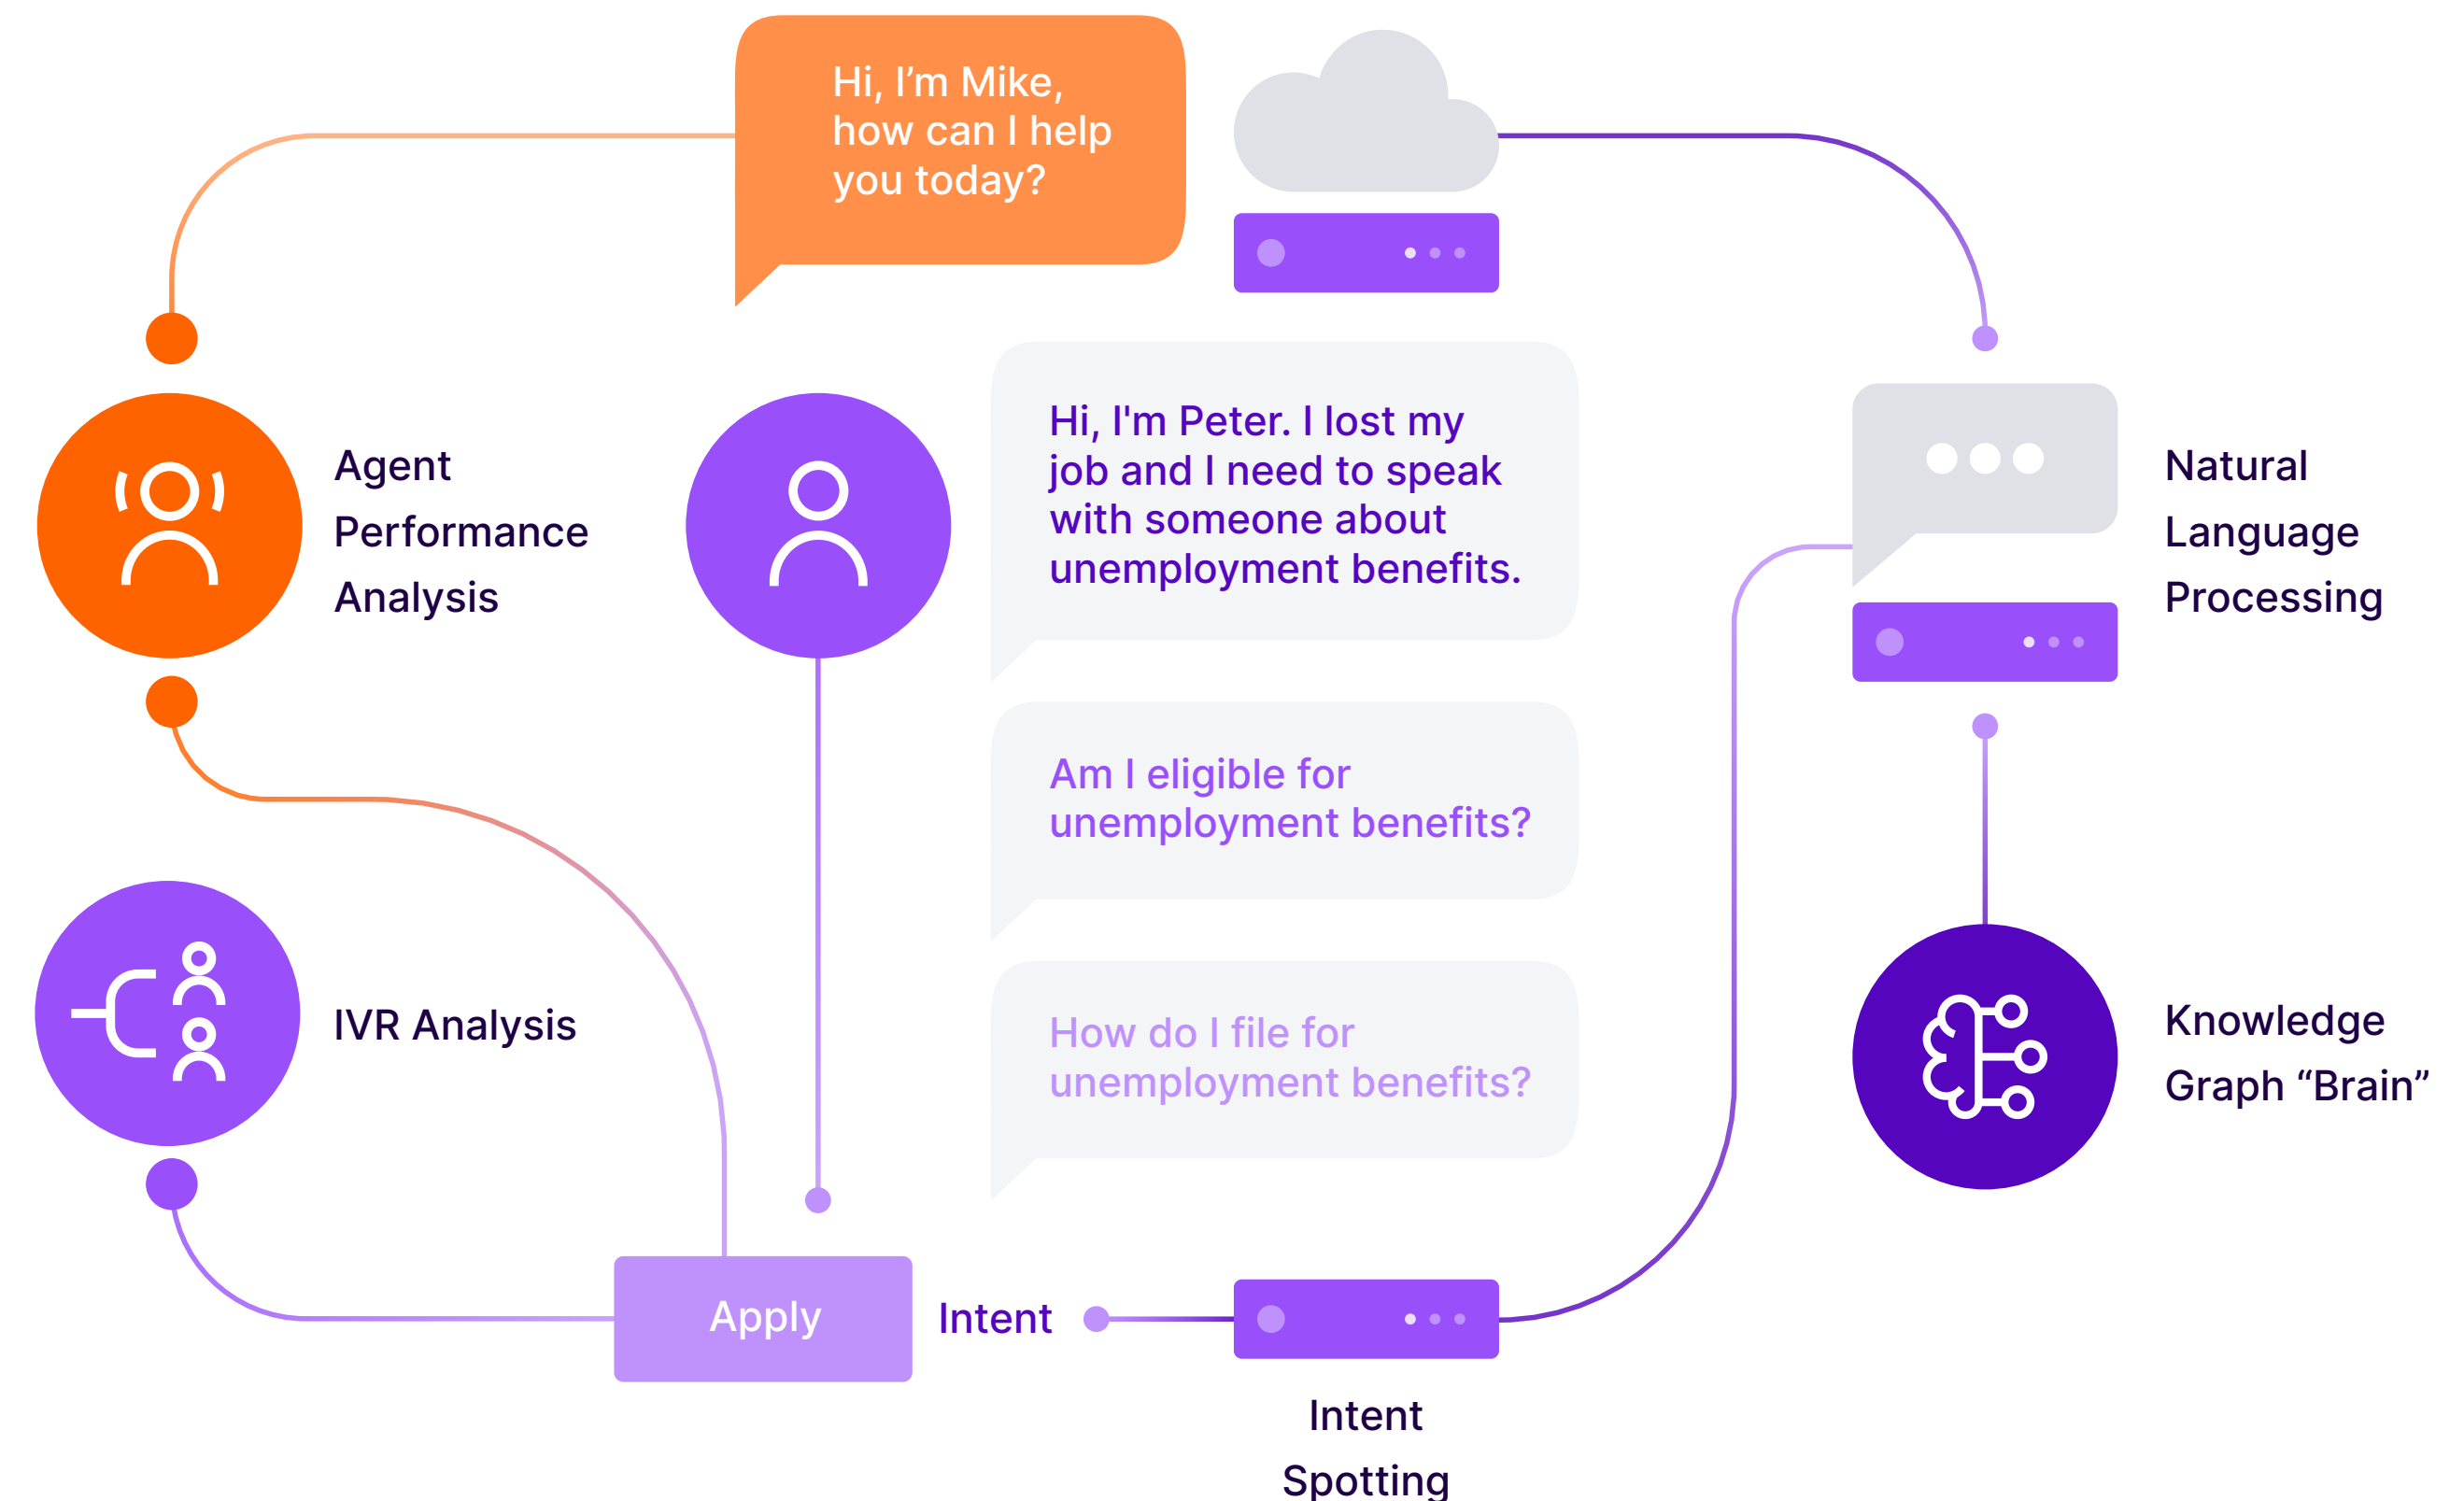 Hi, I’m Mike,
how can I help
you today?
Agent
Performance
Analysis
Hi, I'm Peter. I lost my
job and I need to speak
with someone about
unemployment benefits.
Natural
Language
Processing
Am I eligible for
unemployment benefits?
IVR Analysis
How do I file for
unemployment benefits?
Knowledge
Graph “Brain”
Apply
Intent
Intent
Spotting